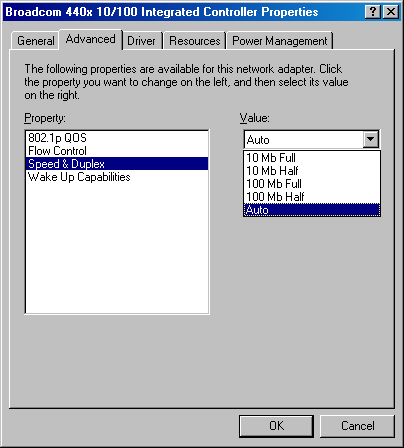 Broadcom 440x 10/100 Integrated Controller Properties
General Advanced Driver Resources Power Management
The following properties are available for this network adapter. Click
the property you want to change on the left, and then select its value
on the right.
Property:
802.1p QOS
Flow Control
Speed & Duplex
Wake Up Capabilities
Value:
Auto
10 Mb Full
10 Mb Half
100 Mb Full
100 Mb Half
Auto
OK Cancel